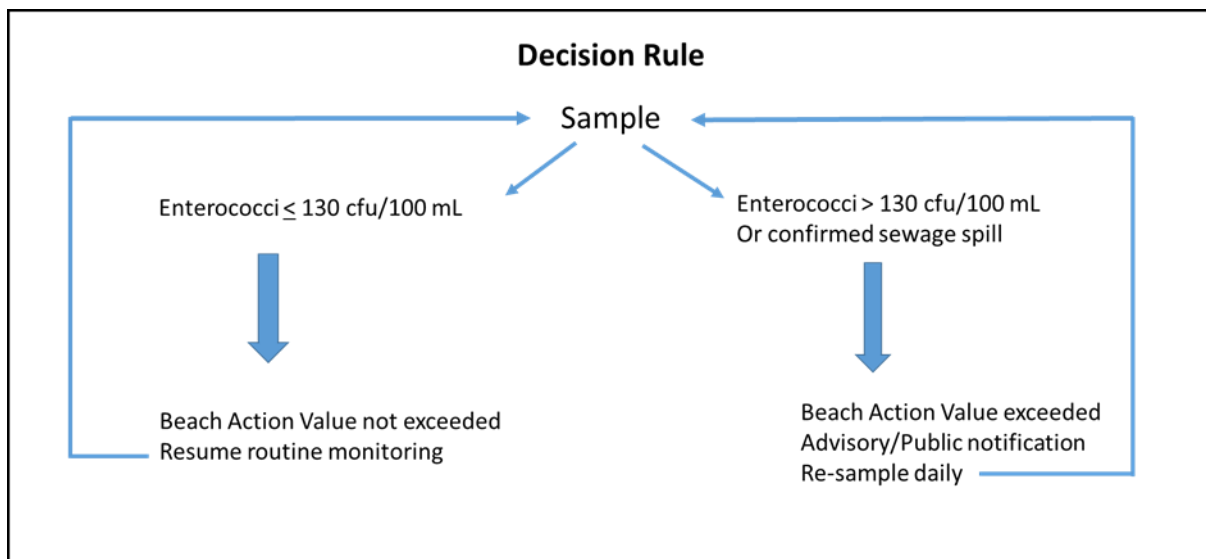 Decision Rule
Sample
Enterococci ≤ 130 cfu/100 mL
Enterococci > 130 cfu/100 mL
Or confirmed sewage spill
Beach Action Value not exceeded
Resume routine monitoring
Beach Action Value exceeded
Advisory/Public notification
Re-sample daily